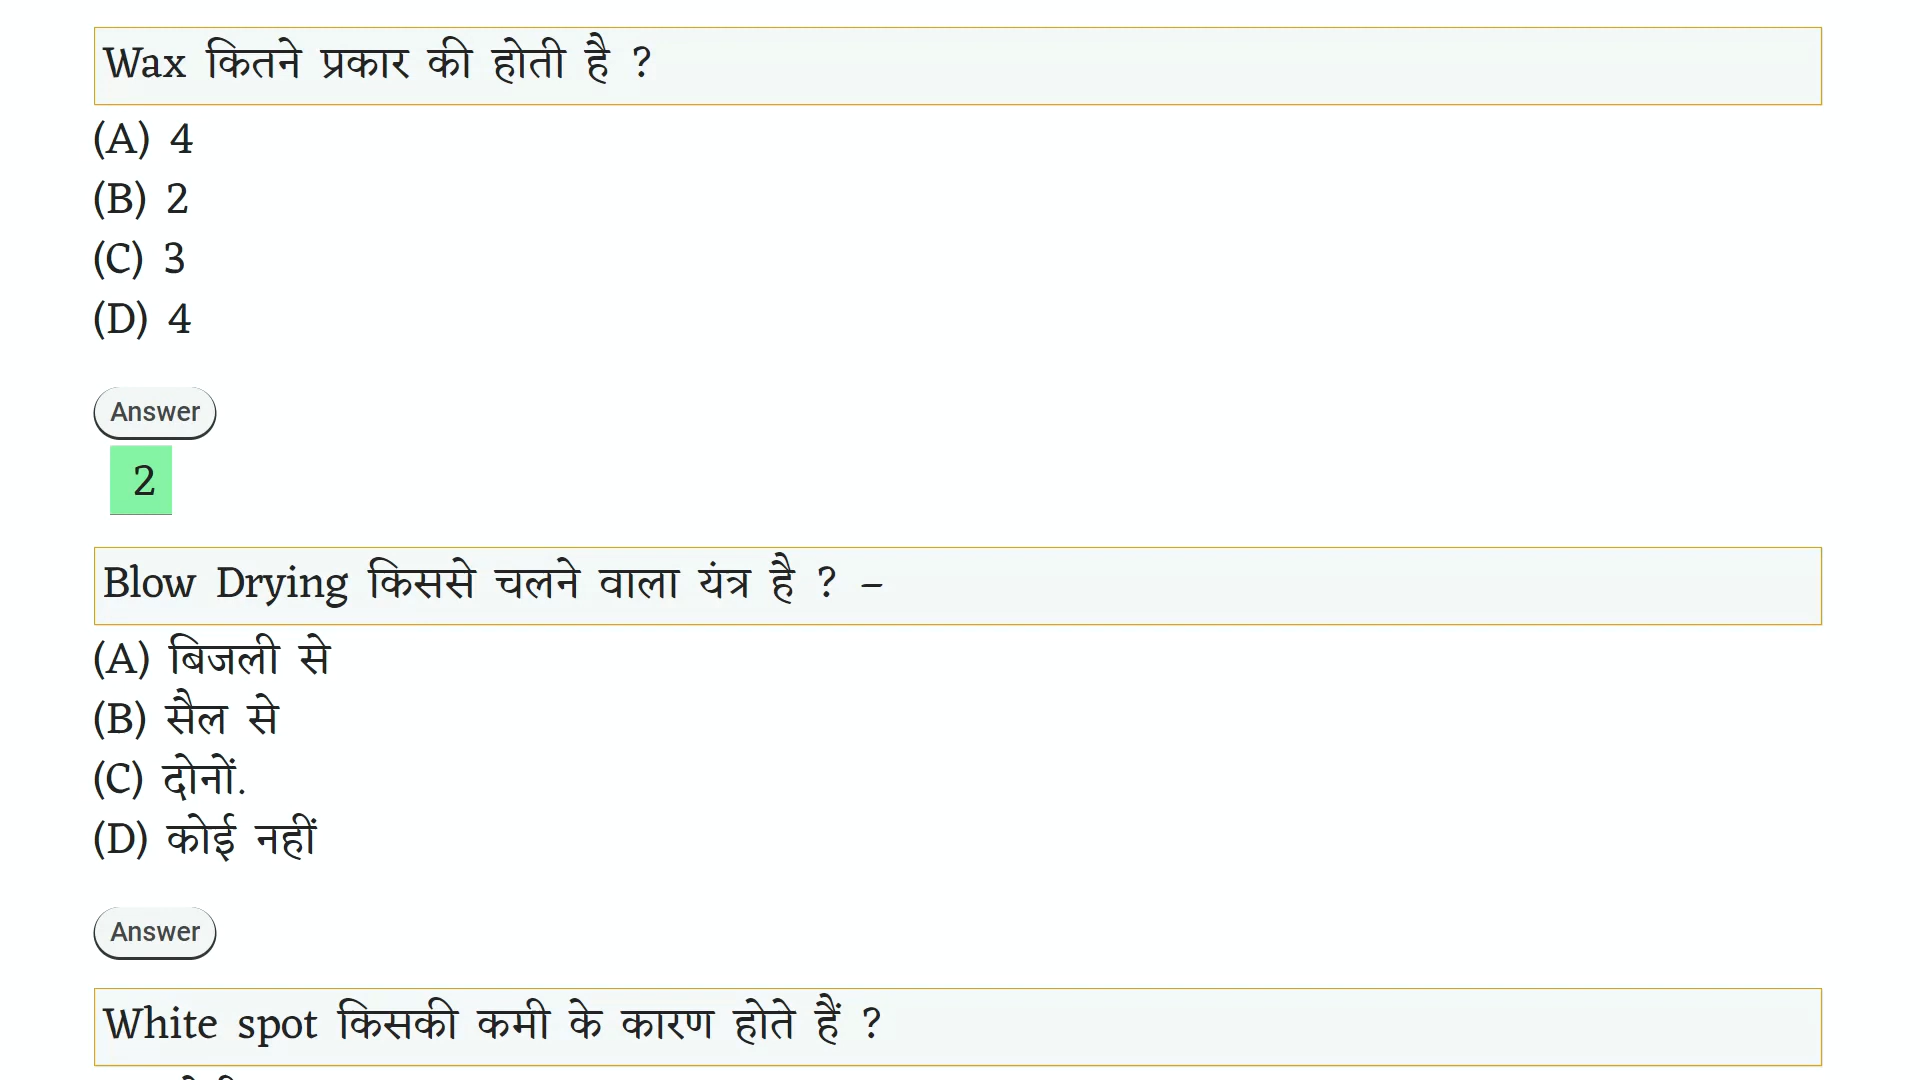 Wax कितने प्रकार की होती है ?
(A) 4
(B) 2
(C) 3
(D) 4
Answer
2
Blow Drying किससे चलने वाला यंत्र है ? –
(A) बिजली से
(B) सैल से
(C) दोनों.
(D) कोई नहीं
Answer
White spot किसकी कमी के कारण होते हैं ?